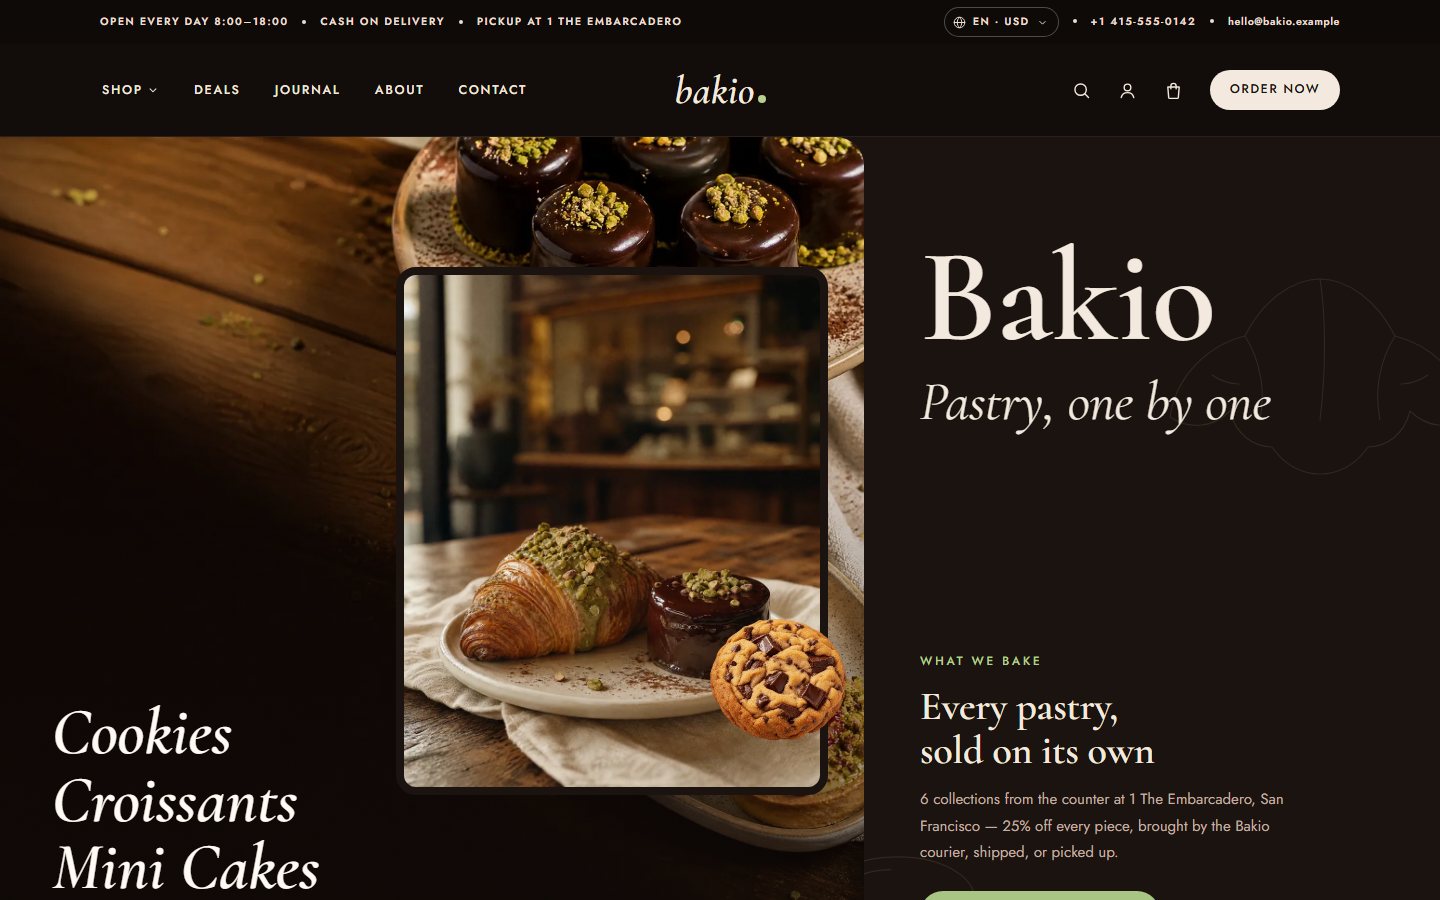 OPEN EVERY DAY 8:00–18:00 • CASH ON DELIVERY • PICKUP AT 1 THE EMBARCADERO
EN · USD • +1 415-555-0142 • hello@bakio.example
SHOP DEALS JOURNAL ABOUT CONTACT
bakio.
ORDER NOW
Bakio
Pastry, one by one
Cookies
Croissants
Mini Cakes
WHAT WE BAKE
Every pastry,
sold on its own
6 collections from the counter at 1 The Embarcadero, San
Francisco — 25% off every piece, brought by the Bakio
courier, shipped, or picked up.